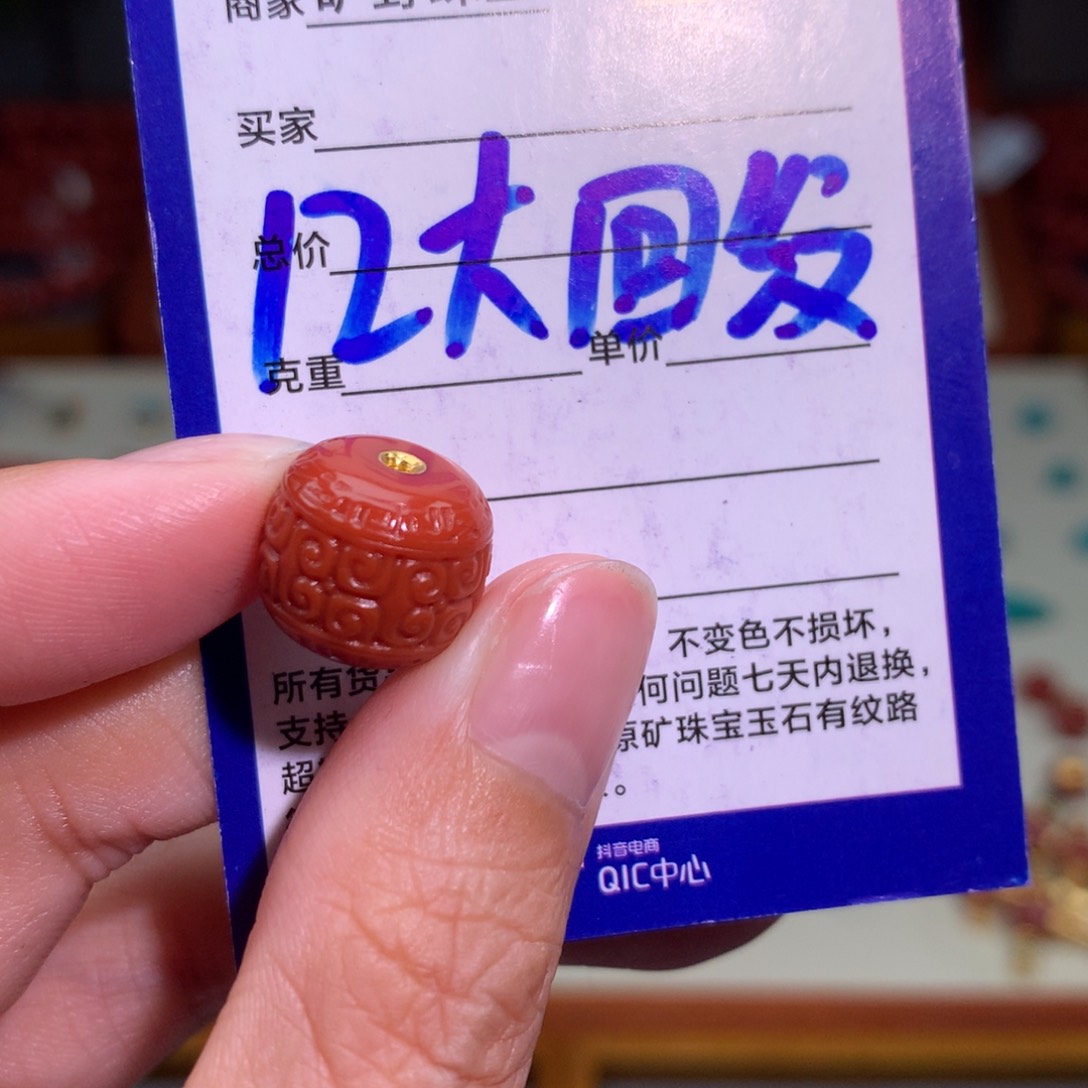 商家
买家
12大回发
总价
克重 单价
不变色不损坏，
所有货 何问题七天内退换，
支持 原矿珠宝玉石有纹路
超
抖音电商
QIC中心